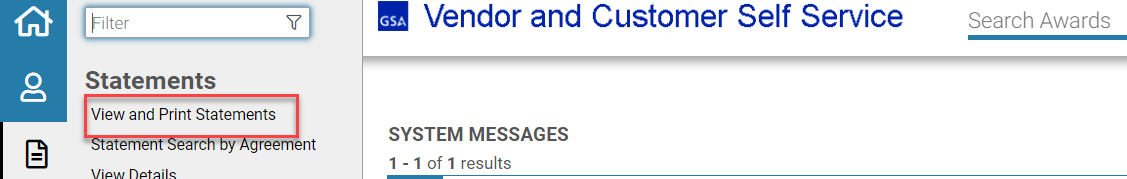 Filter
Statements
View and Print Statements
Statement Search by Agreement
View Details
GSA
Vendor and Customer Self Service
Search Awards
SYSTEM MESSAGES
1 - 1 of 1 results